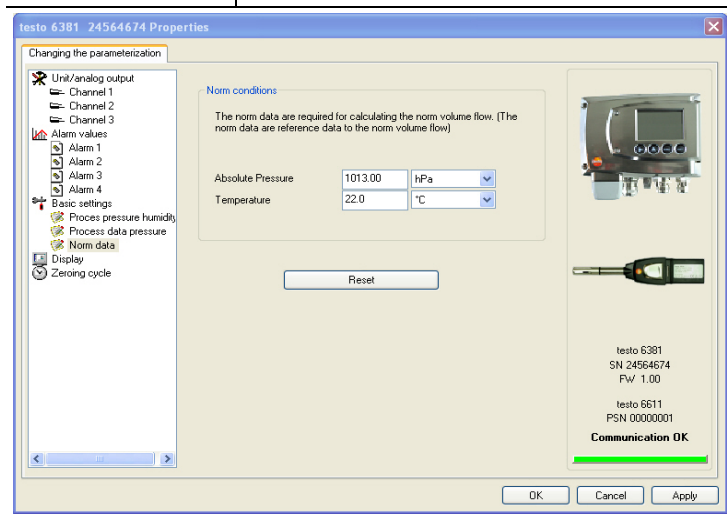 testo 6381 24564674 Properties
Changing the parameterization
Unit/analog output
Channel 1
Channel 2
Channel 3
Alarm values
Alarm 1
Alarm 2
Alarm 3
Alarm 4
Basic settings
Proces pressure humidity
Process data pressure
Norm data
Display
Zeroing cycle
Norm conditions
The norm data are required for calculating the norm volume flow. (The
norm data are reference data to the norm volume flow)
Absolute Pressure 1013.00 hPa
Temperature 22.0 °C
Reset
testo 6381
SN 24564674
FW 1.00
testo 6611
PSN 00000001
Communication OK
OK Cancel Apply